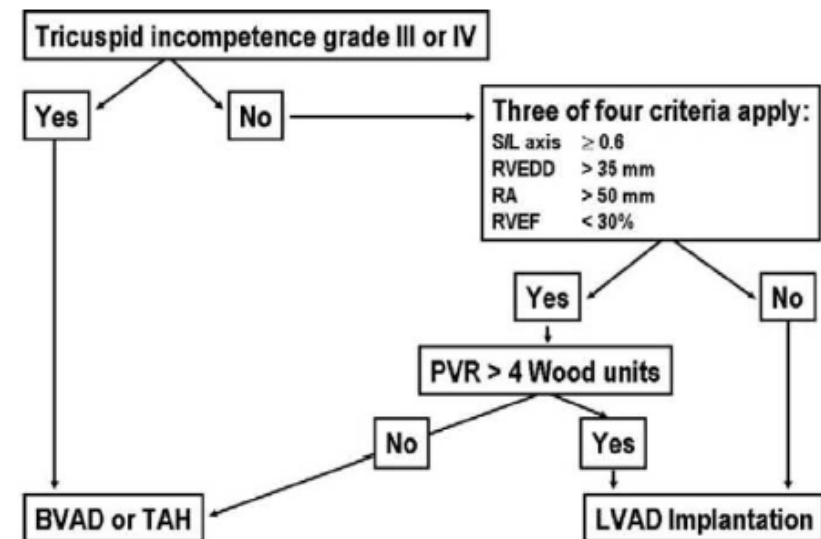 Tricuspid incompetence grade III or IV
Yes
No
Three of four criteria apply:
S/L axis ≥ 0.6
RVEDD > 35 mm
RA > 50 mm
RVEF < 30%
Yes
No
PVR > 4 Wood units
No
Yes
BVAD or TAH
LVAD Implantation